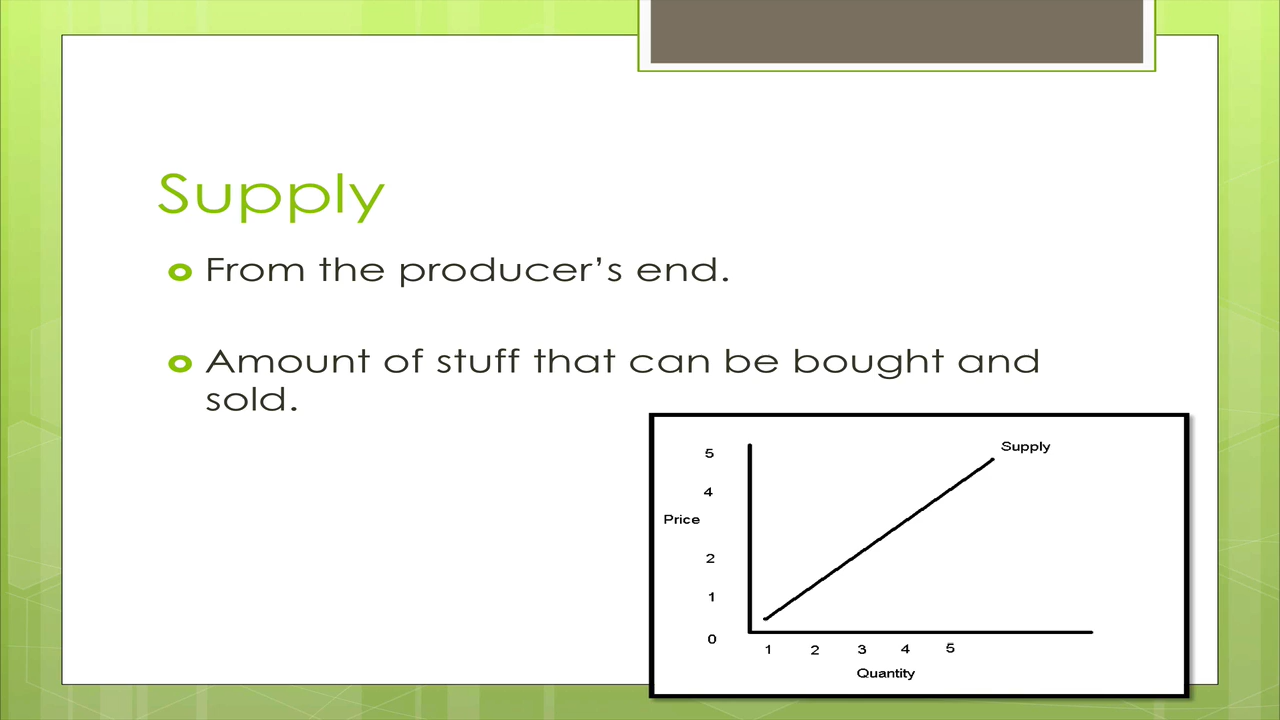 Supply
From the producer’s end.
Amount of stuff that can be bought and
sold.
Supply
5
4
Price
2
1
0
1 2 3 4 5
Quantity